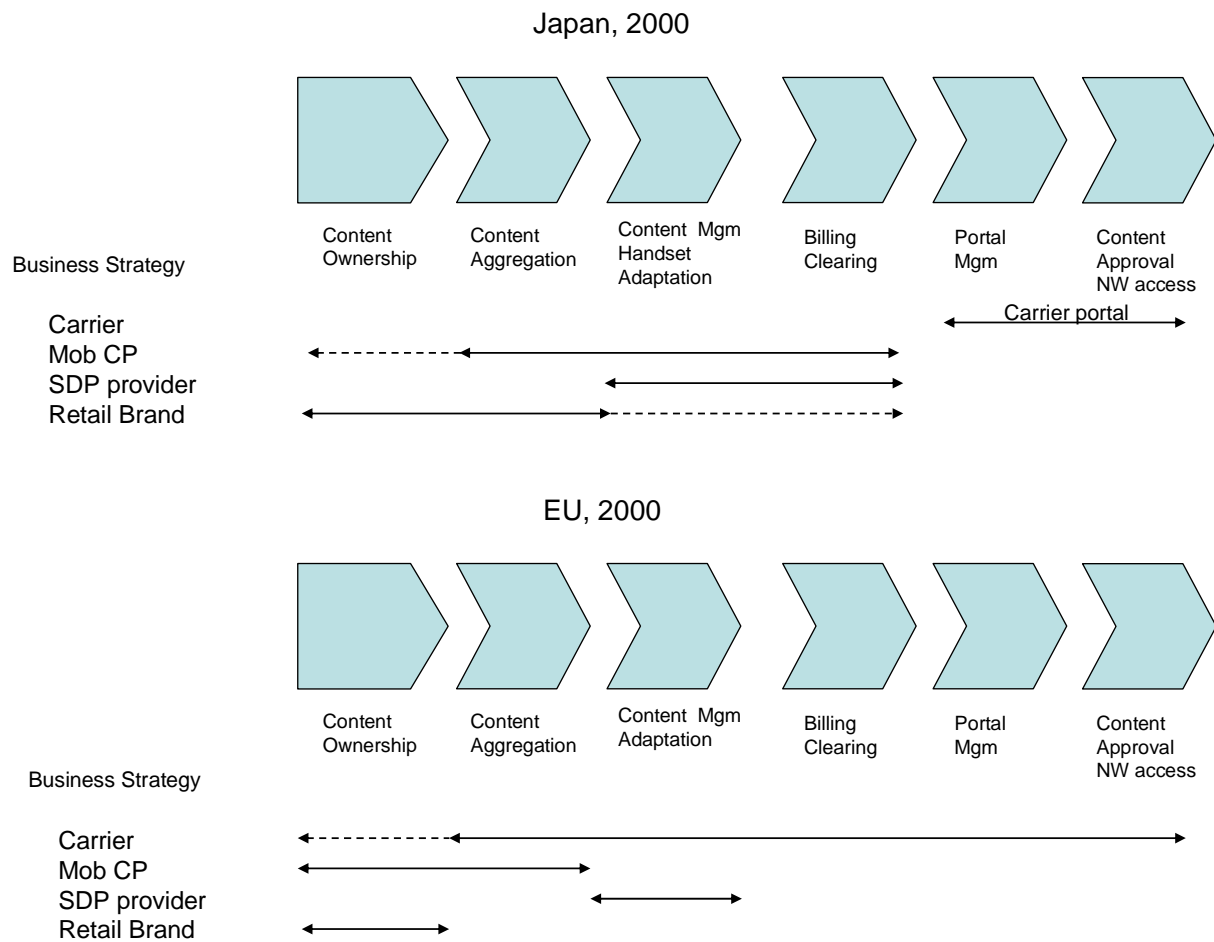 Japan, 2000
Content
Ownership
Content
Aggregation
Content Mgm
Handset
Adaptation
Billing
Clearing
Portal
Mgm
Content
Approval
NW access
Business Strategy
Carrier portal
Carrier
Mob CP
SDP provider
Retail Brand
EU, 2000
Content
Ownership
Content
Aggregation
Content Mgm
Adaptation
Billing
Clearing
Portal
Mgm
Content
Approval
NW access
Business Strategy
Carrier
Mob CP
SDP provider
Retail Brand